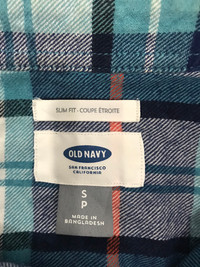 SLIM FIT - COUPE ÉTROITE
OLD NAVY
SAN FRANCISCO
CALIFORNIA
S
P
MADE IN
BANGLADESH